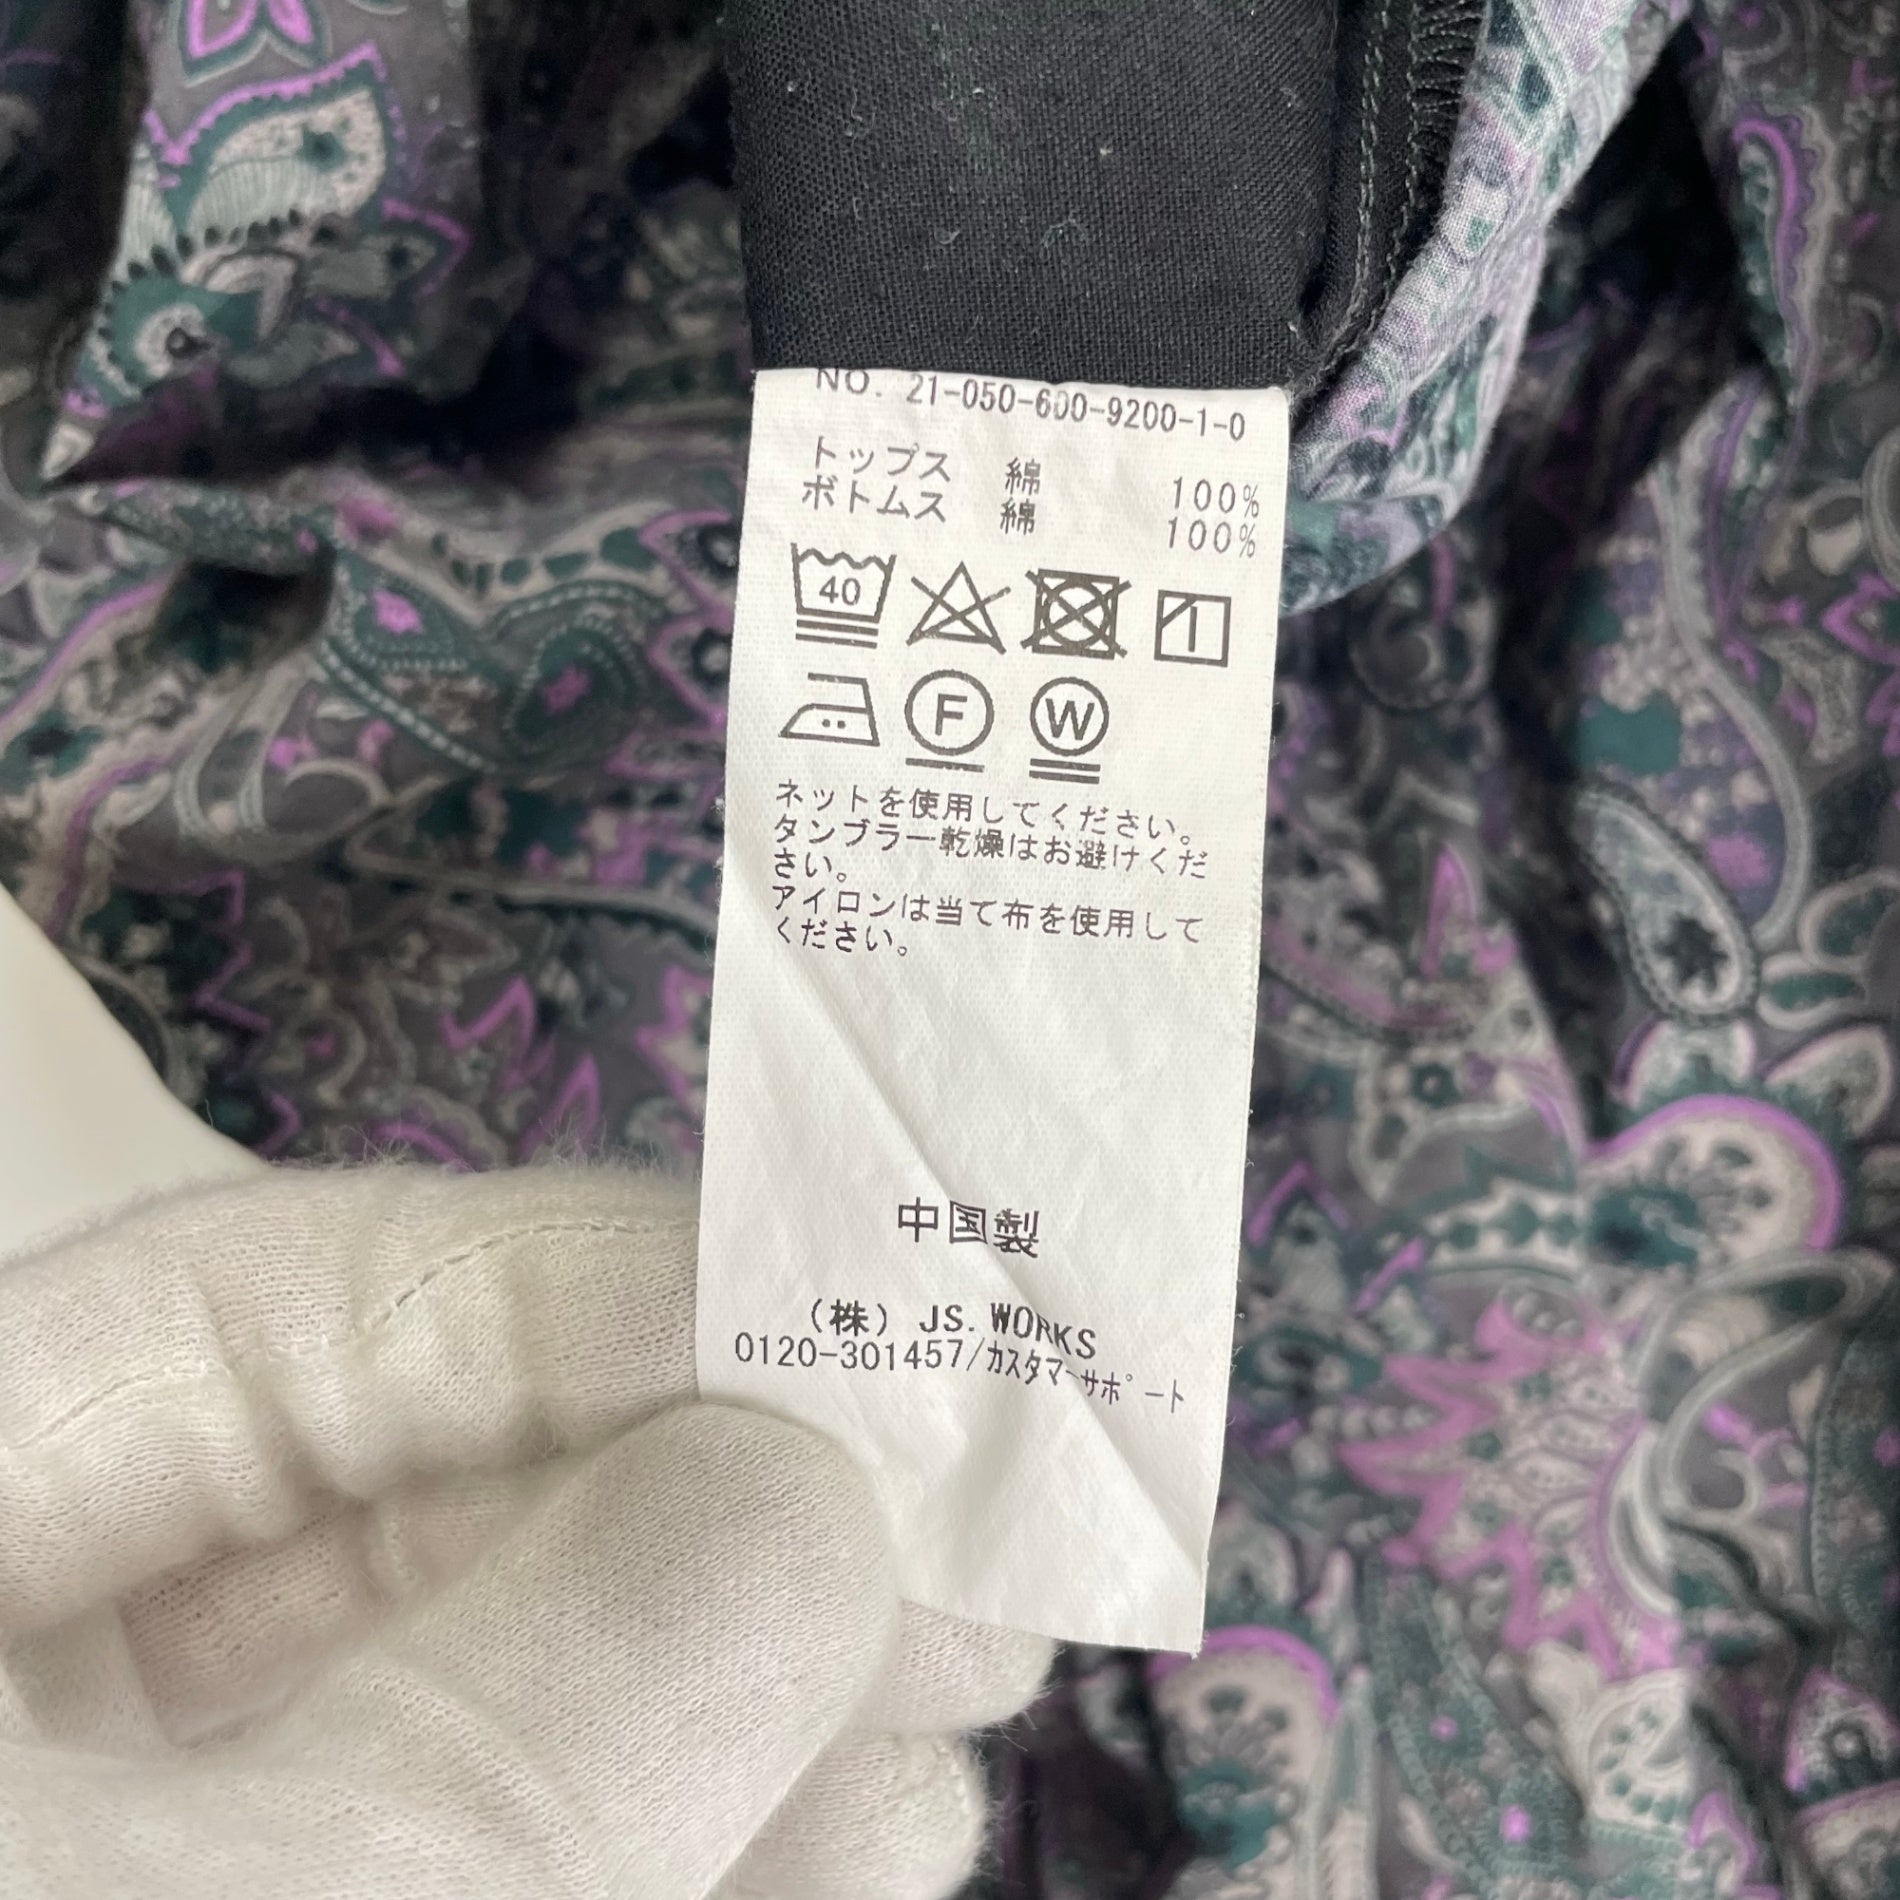 NO. 21-050-600-9200-1-0
トップス 綿 100%
ボトムス 綿 100%
40
F W
ネットを使用してください。
タンブラー乾燥はお避けくだ
さい。
アイロンは当て布を使用して
ください。
中国製
(株) JS. WORKS
0120-301457/カスタマーサポート